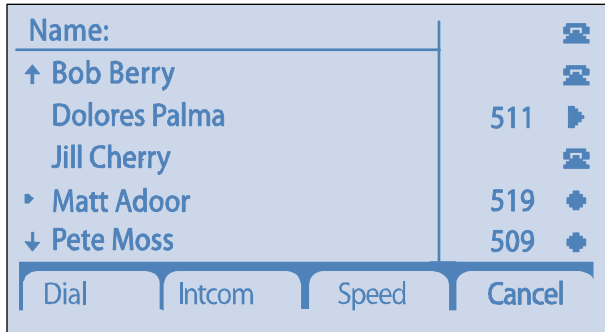 Name:
Bob Berry
Dolores Palma 511
Jill Cherry
Matt Adoor 519
Pete Moss 509
Dial Intcom Speed Cancel